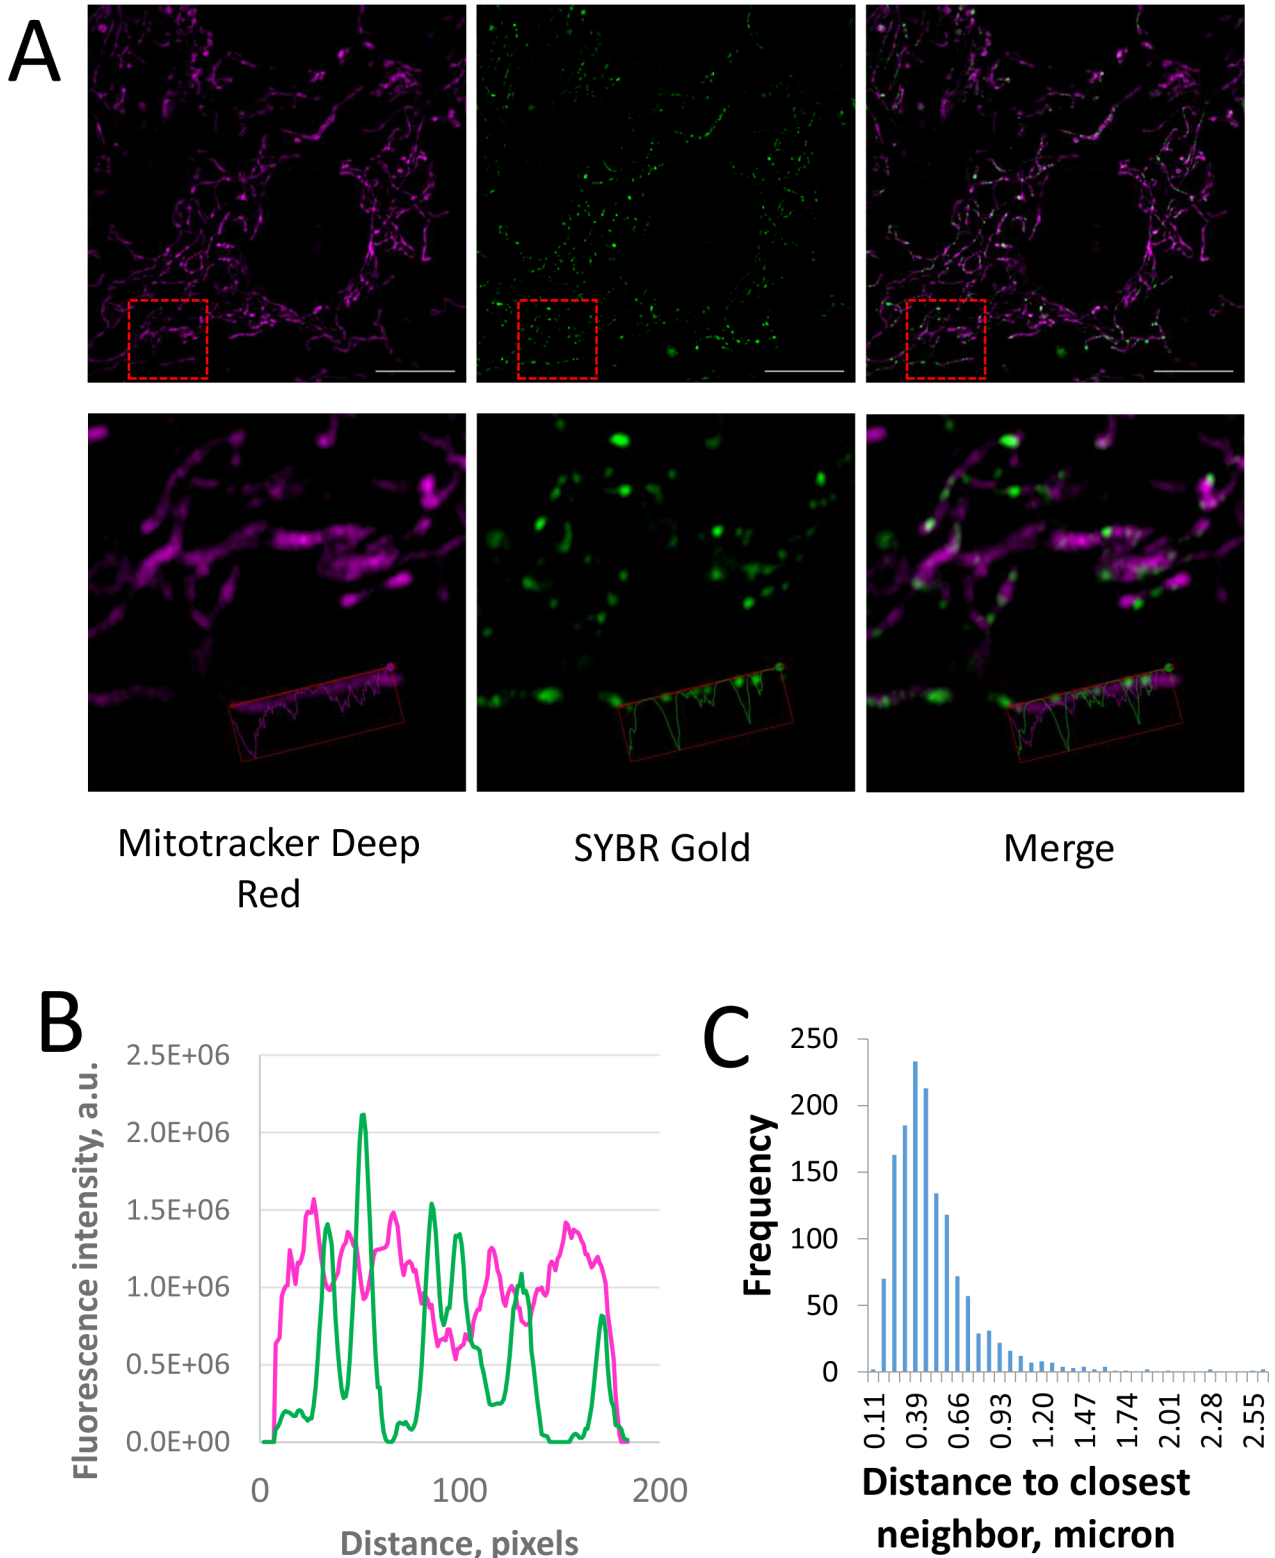 A
Mitotracker Deep
Red
SYBR Gold
Merge
B
Fluorescence intensity, a.u.
2.5E+06
2.0E+06
1.5E+06
1.0E+06
0.5E+06
0.0E+00
0
100
200
Distance, pixels
C
Frequency
250
200
150
100
50
0
0.11
0.39
0.66
0.93
1.20
1.47
1.74
2.01
2.28
2.55
Distance to closest
neighbor, micron